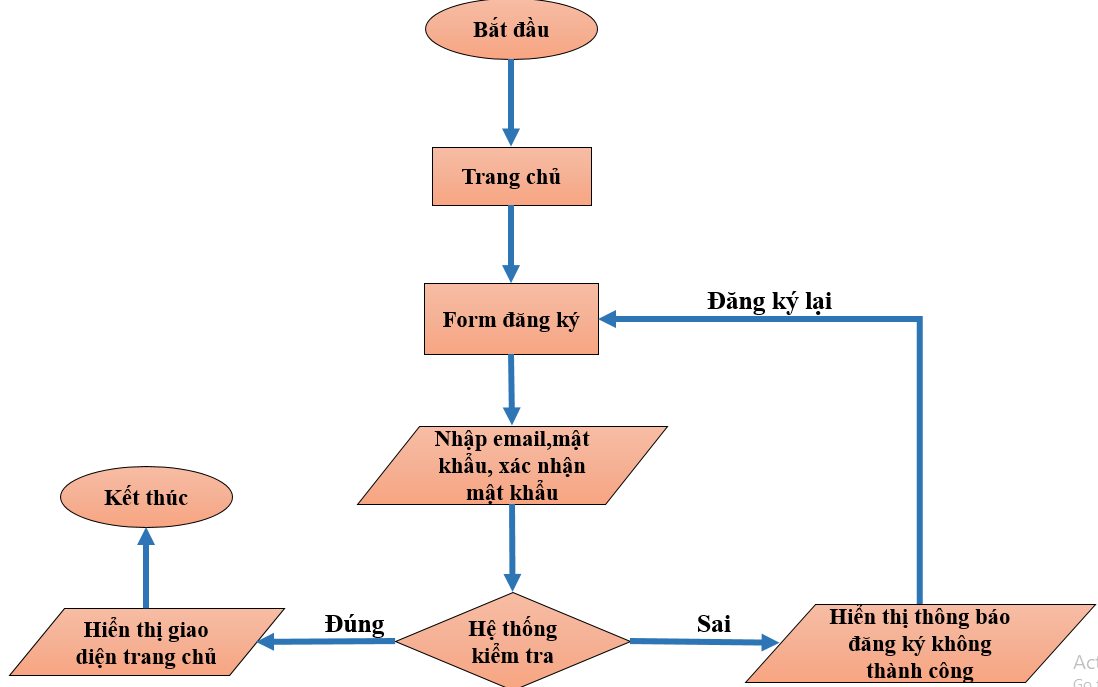 Bắt đầu
Trang chủ
Đăng ký lại
Form đăng ký
Nhập email,mật
khẩu, xác nhận
mật khẩu
Kết thúc
Đúng
Sai
Hiển thị giao
diện trang chủ
Hệ thống
kiểm tra
Hiển thị thông báo
đăng ký không
thành công
Act
Go t